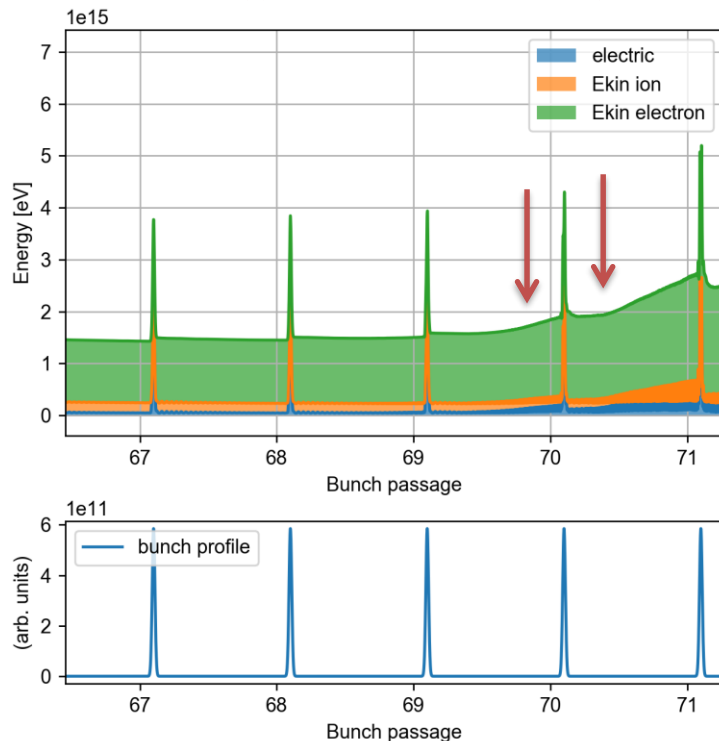 1e15
electric
Ekin ion
Ekin electron
7
6
5
4
3
2
1
0
Energy [eV]
67 68 69 70 71
Bunch passage
1e11
bunch profile
6
4
2
0
(arb. units)
67 68 69 70 71
Bunch passage